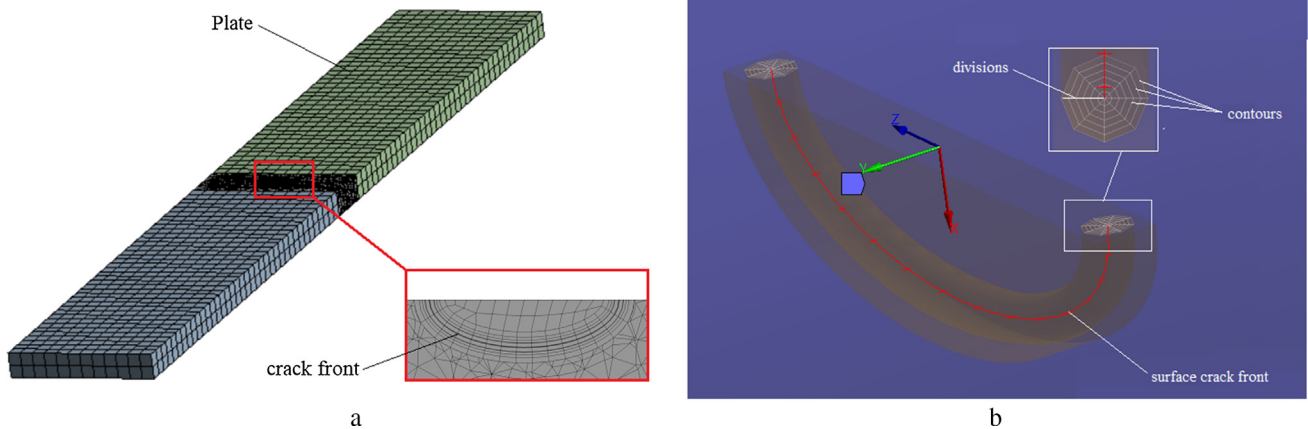 Plate
crack front
a
divisions
contours
Z
Y
X
surface crack front
b